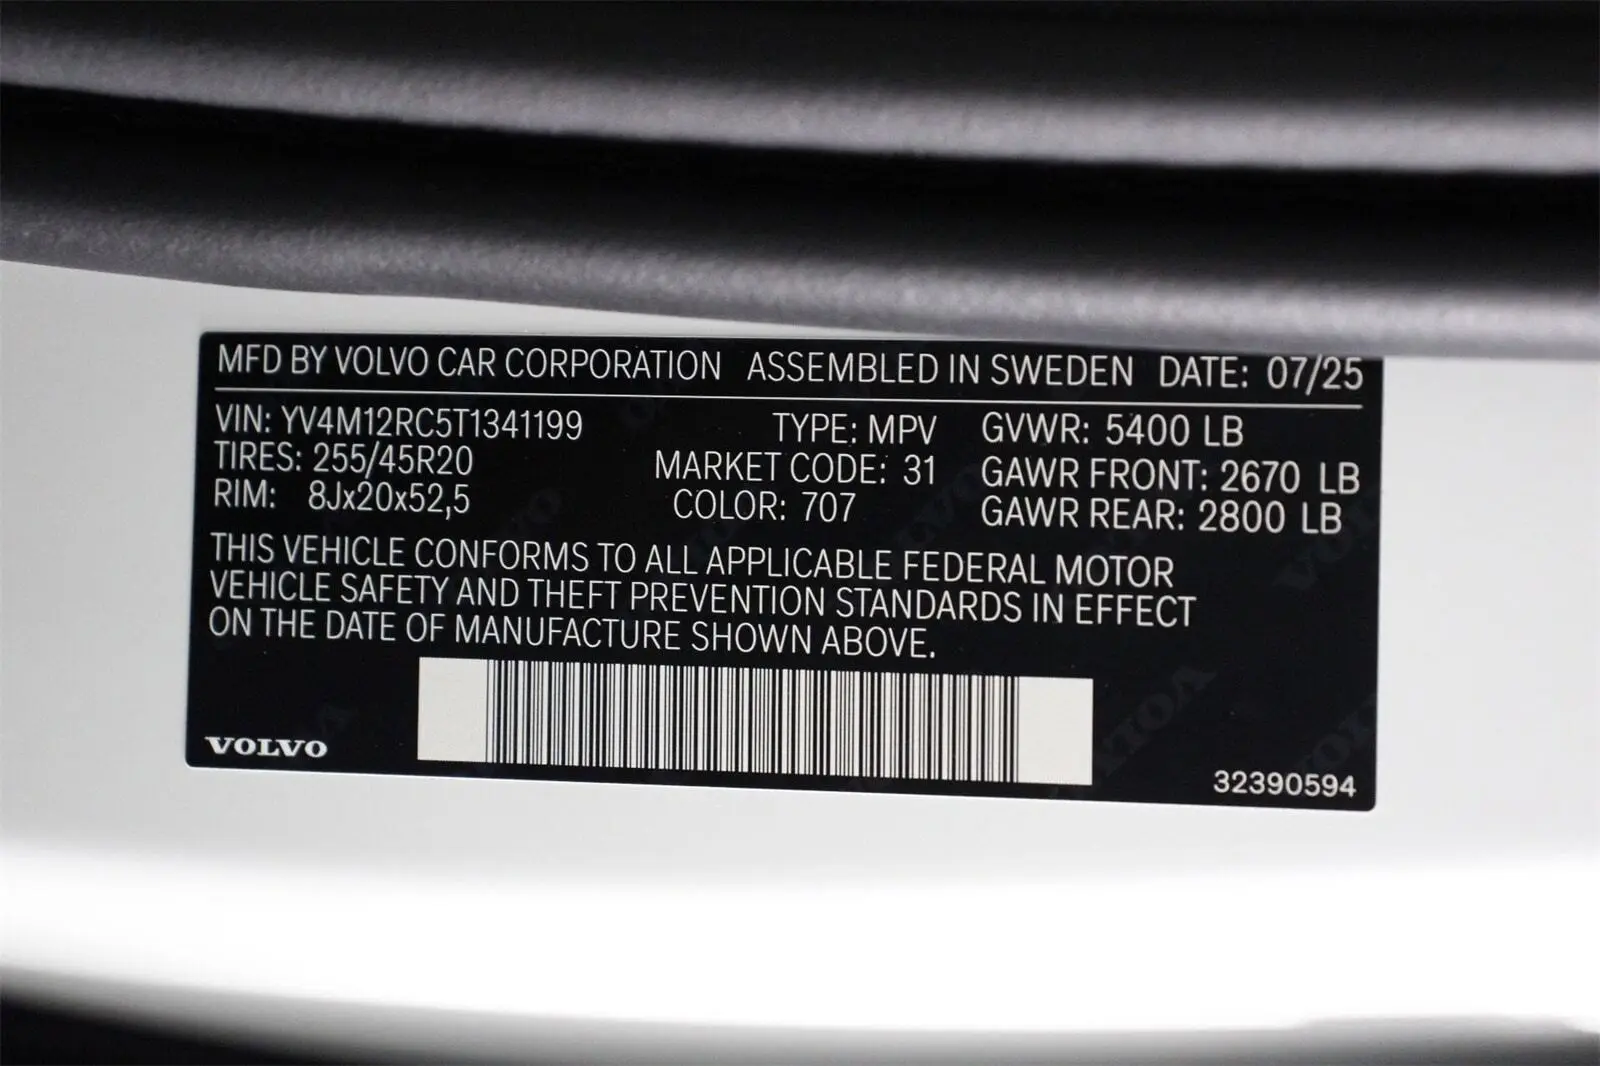 MFD BY VOLVO CAR CORPORATION ASSEMBLED IN SWEDEN DATE: 07/25
VIN: YV4M12RC5T1341199 TYPE: MPV GVWR: 5400 LB
TIRES: 255/45R20 MARKET CODE: 31 GAWR FRONT: 2670 LB
RIM: 8Jx20x52,5 COLOR: 707 GAWR REAR: 2800 LB
THIS VEHICLE CONFORMS TO ALL APPLICABLE FEDERAL MOTOR
VEHICLE SAFETY AND THEFT PREVENTION STANDARDS IN EFFECT
ON THE DATE OF MANUFACTURE SHOWN ABOVE.
VOLVO
32390594